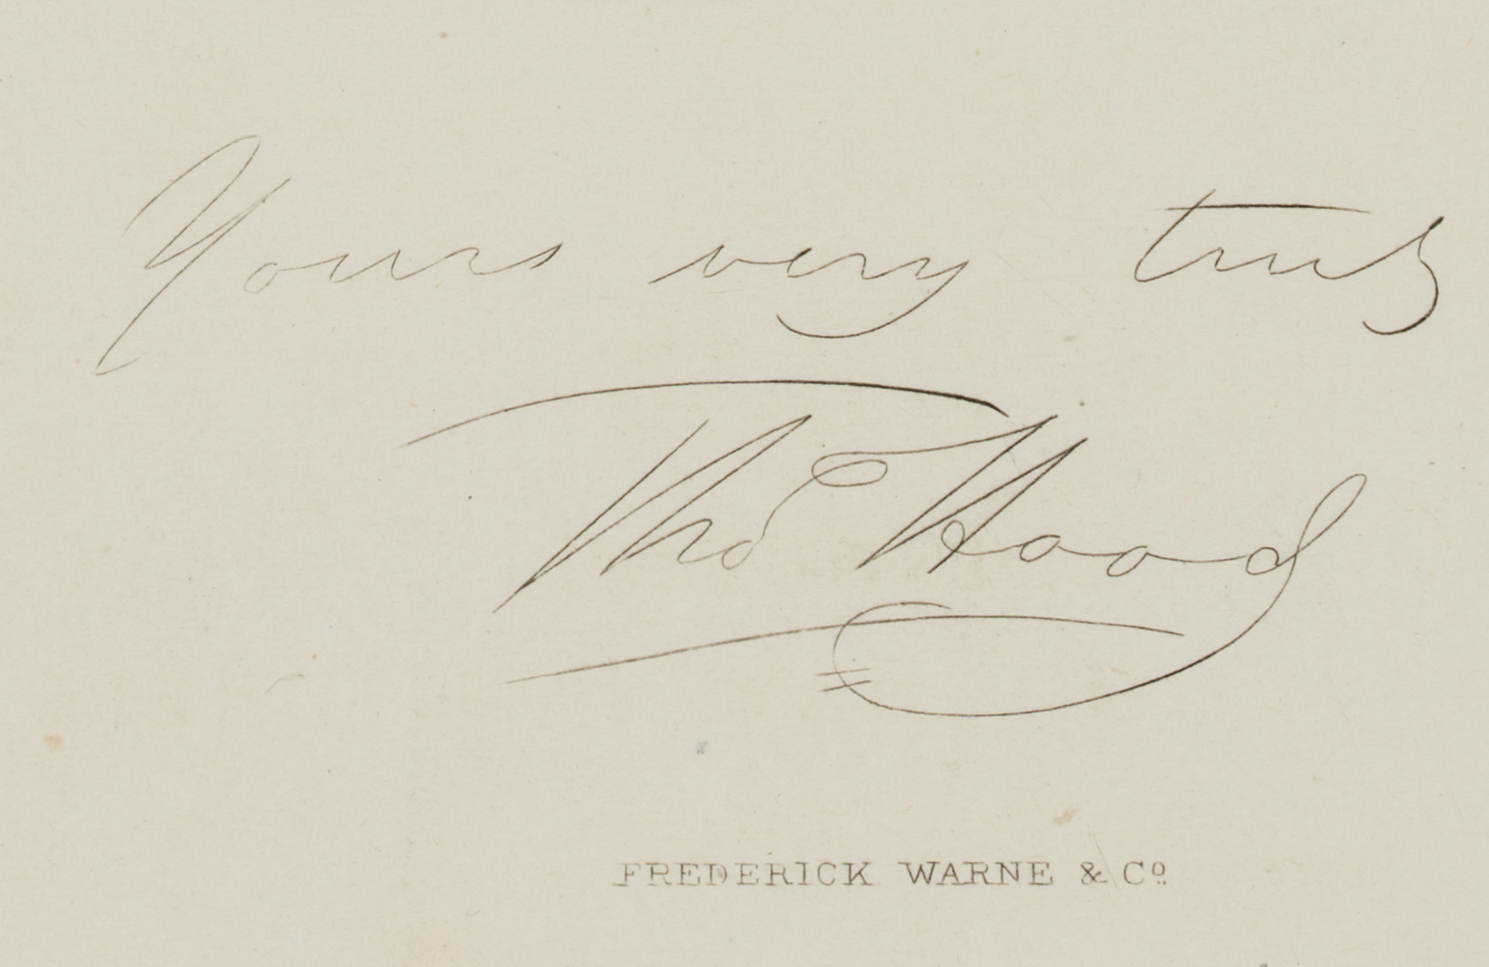 Yours very truly
Thos Hood
FREDERICK WARNE & Co